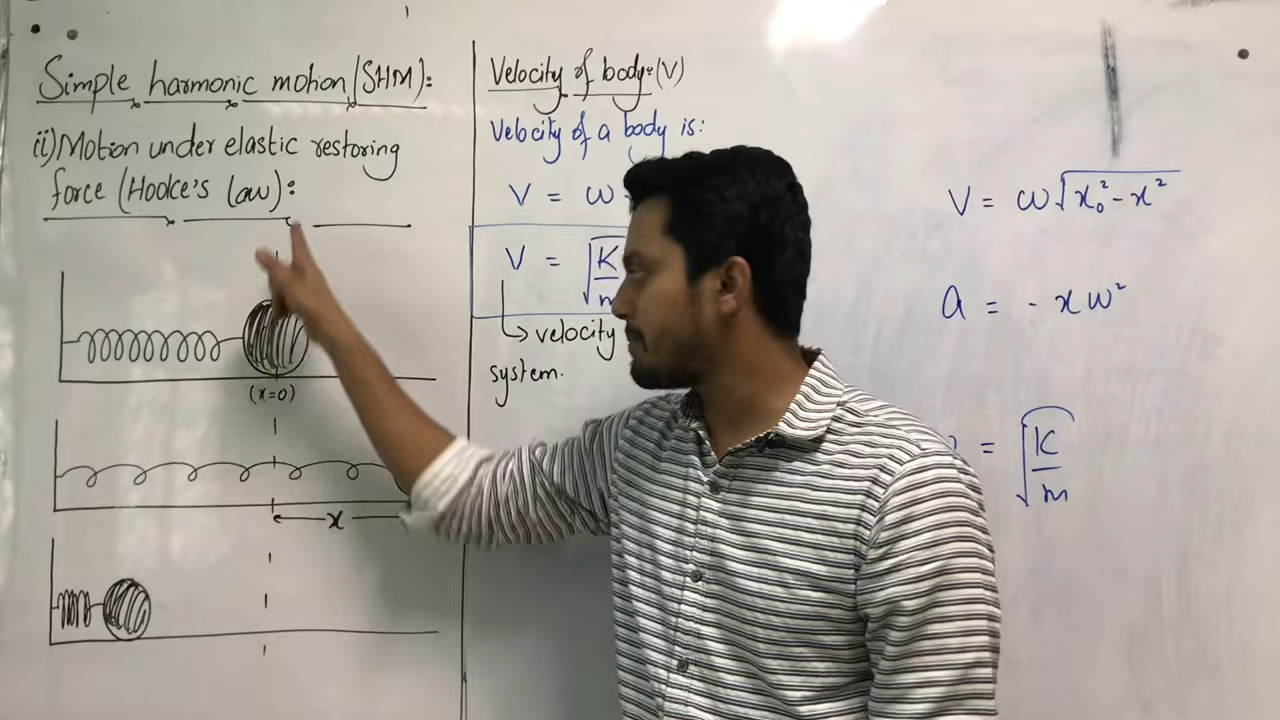 Simple harmonic motion (SHM):
ii) Motion under elastic restoring
force (Hooke's law):
(x=0)
x
Velocity of body:(V)
Velocity of a body is:
V = ω
V = √K/m
↳ velocity
system.
V = ω√x₀² - x²
a = - xω²
= √K/m